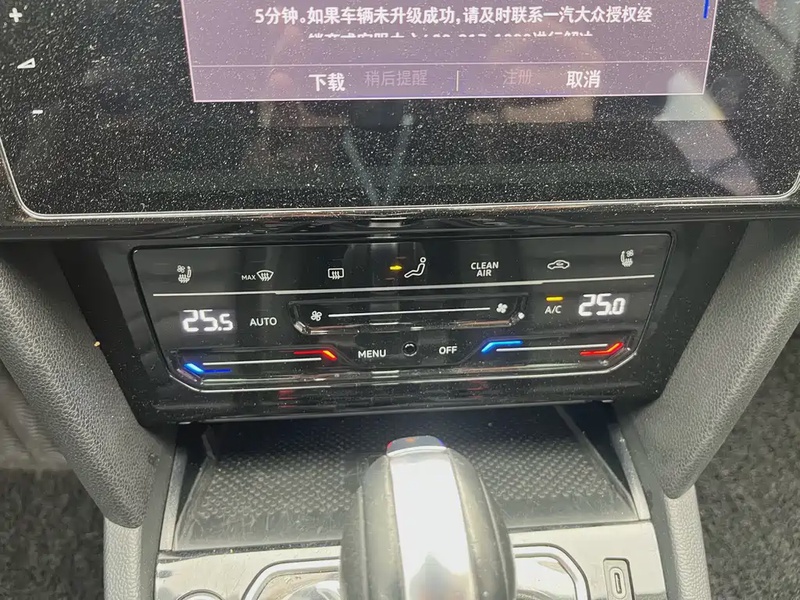 5分钟。如果车辆未升级成功，请及时联系一汽大众授权经
下载 稍后提醒 注册 取消
MAX CLEAN
AIR
25.5 AUTO A/C 25.0
MENU OFF